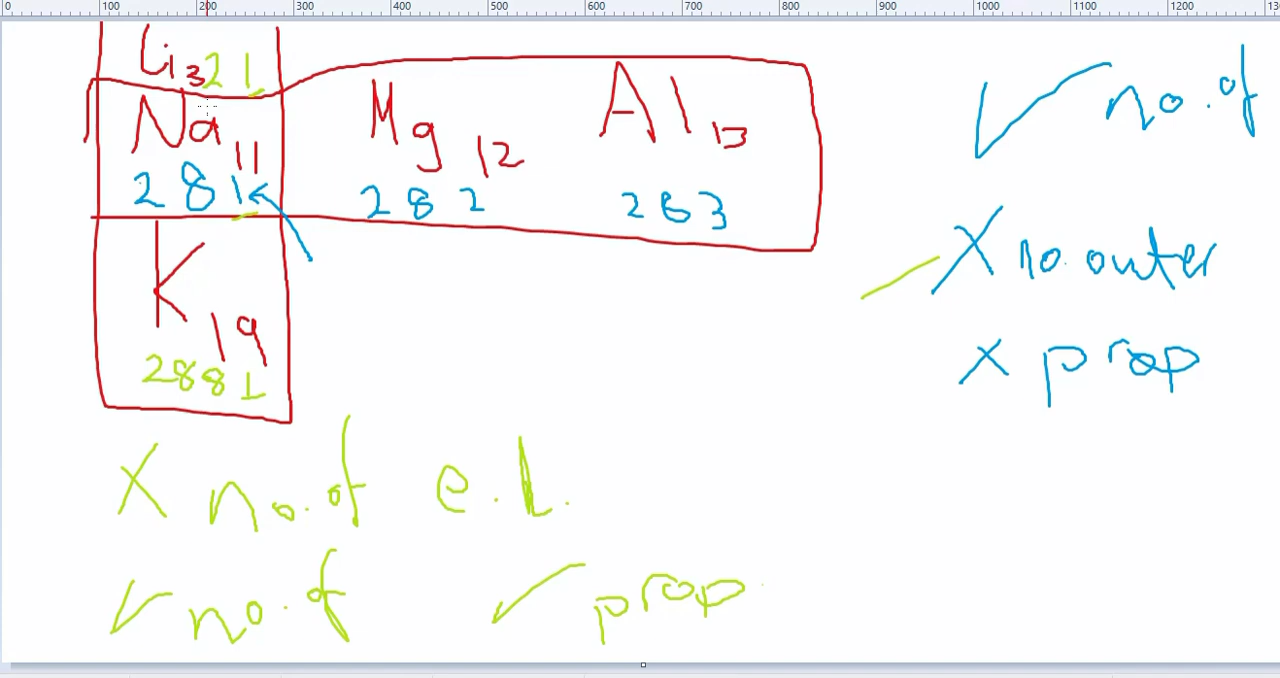 0 100 200 300 400 500 600 700 800 900 1000 1100 1200 130
Li 3 2 1
Na 11 Mg 12 Al 13
2 8 1 2 8 2 2 8 3
K 19
2 8 8 1
✓ no. of
X no. outer
X prop
X no. of e.L.
✓ no. of ✓ prop